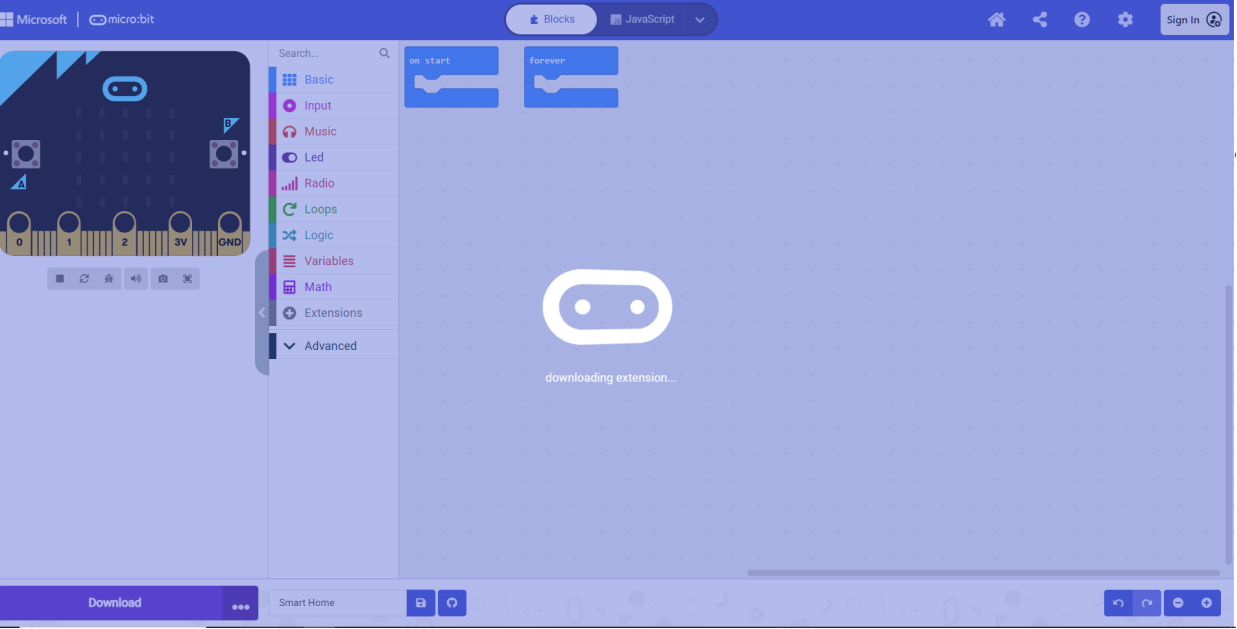 Microsoft
micro:bit
Blocks
JavaScript
Sign In
B
A
0
1
2
3V
GND
Search...
Basic
Input
Music
Led
Radio
Loops
Logic
Variables
Math
Extensions
Advanced
on start
forever
downloading extension...
Download
Smart Home